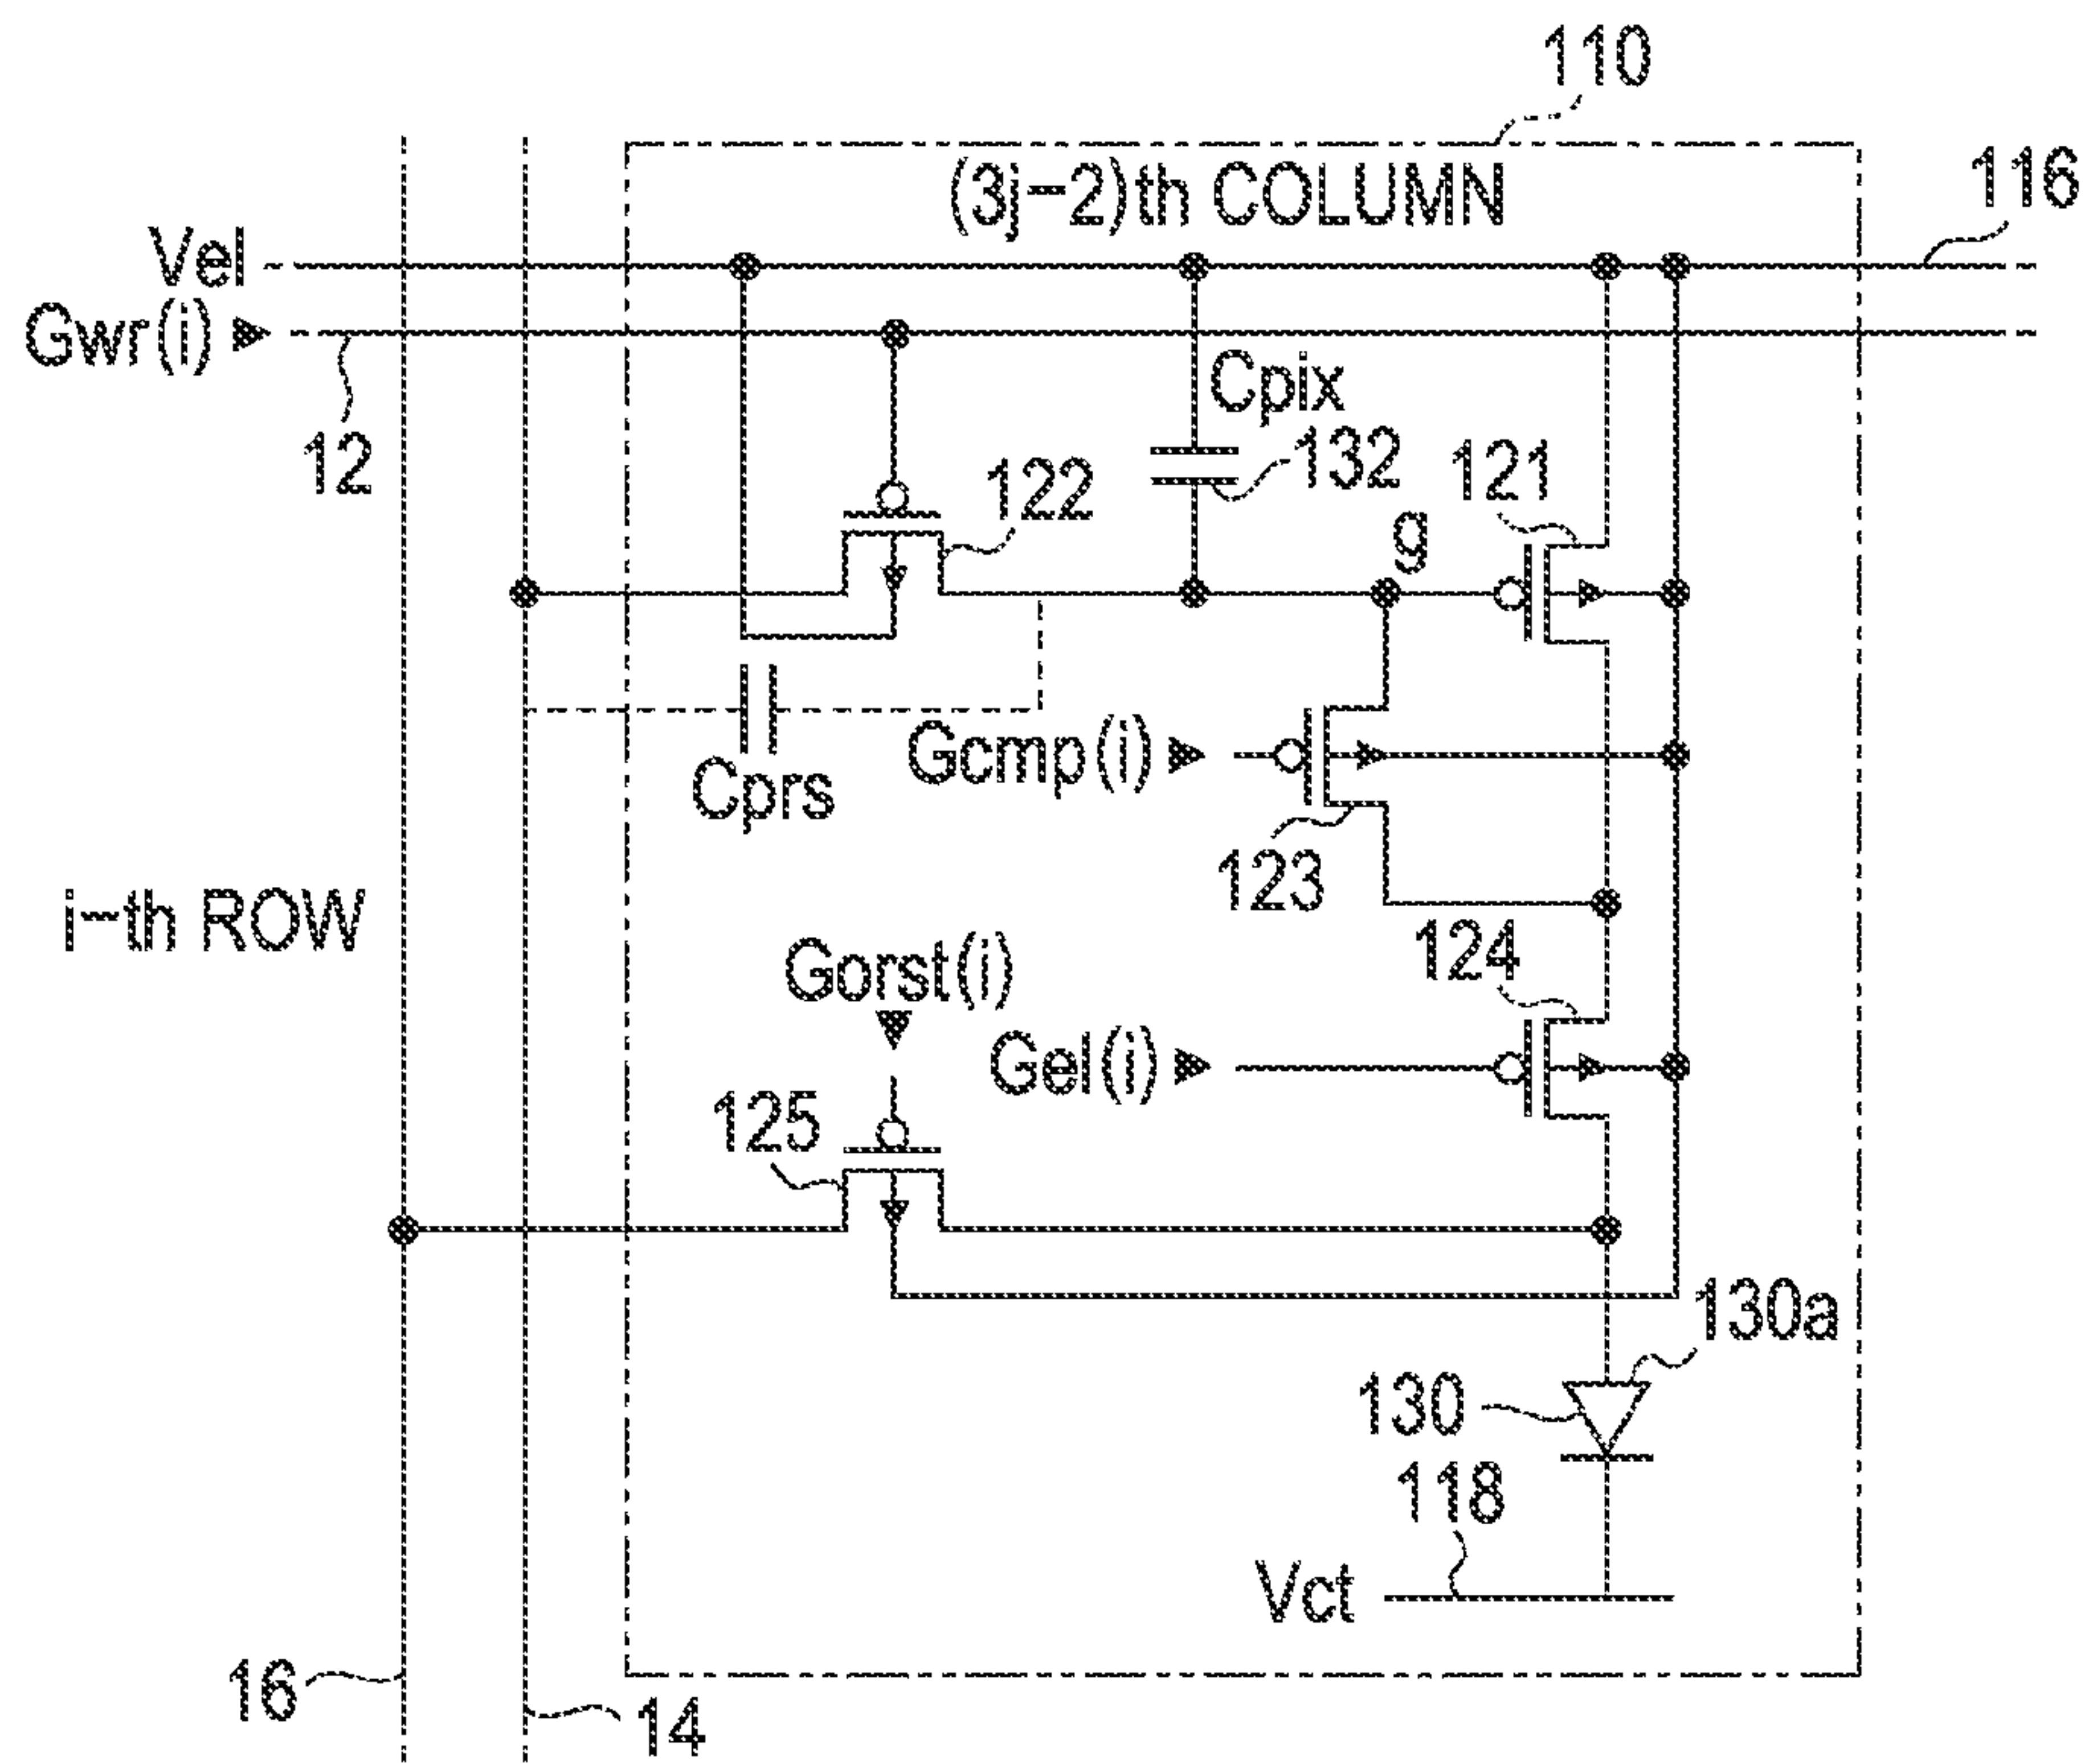 110
(3j-2)th COLUMN
116
Vel
Gwr(i)
12
Cpix
132
121
122
g
Cprs
Gcmp(i)
123
i-th ROW
124
Gorst(i)
Gel(i)
125
130a
130
118
Vct
16
14